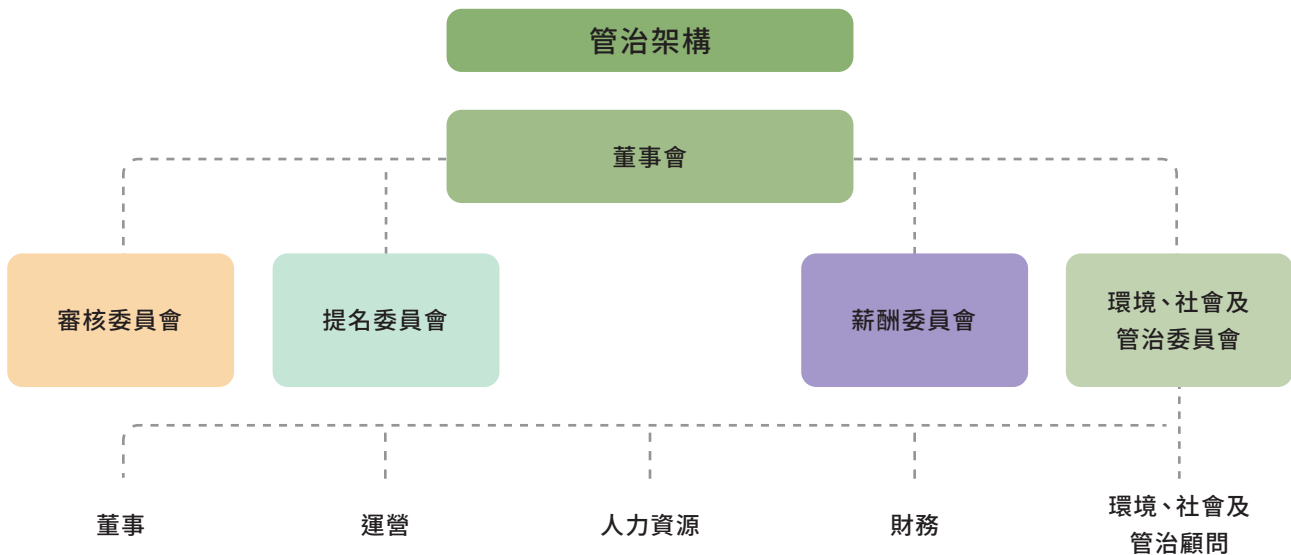 管治架構
董事會
審核委員會
提名委員會
薪酬委員會
環境、社會及
管治委員會
董事
運營
人力資源
財務
環境、社會及
管治顧問